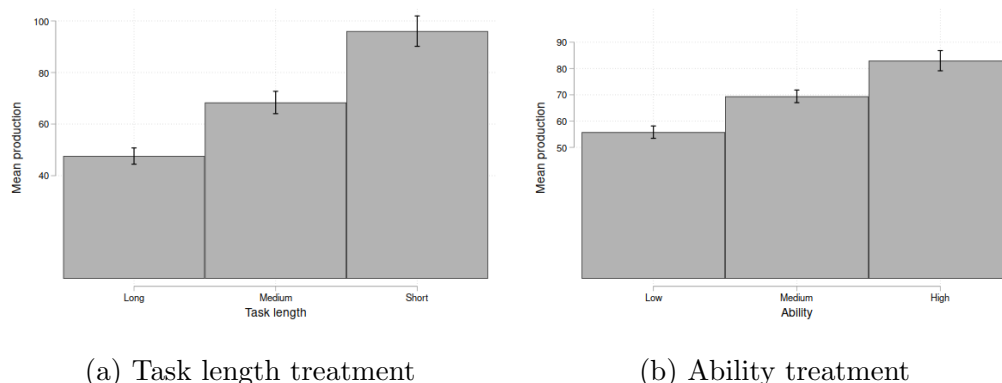 Mean production
100
80
60
40
Long Medium Short
Task length
(a) Task length treatment
Mean production
90
80
70
60
50
Low Medium High
Ability
(b) Ability treatment